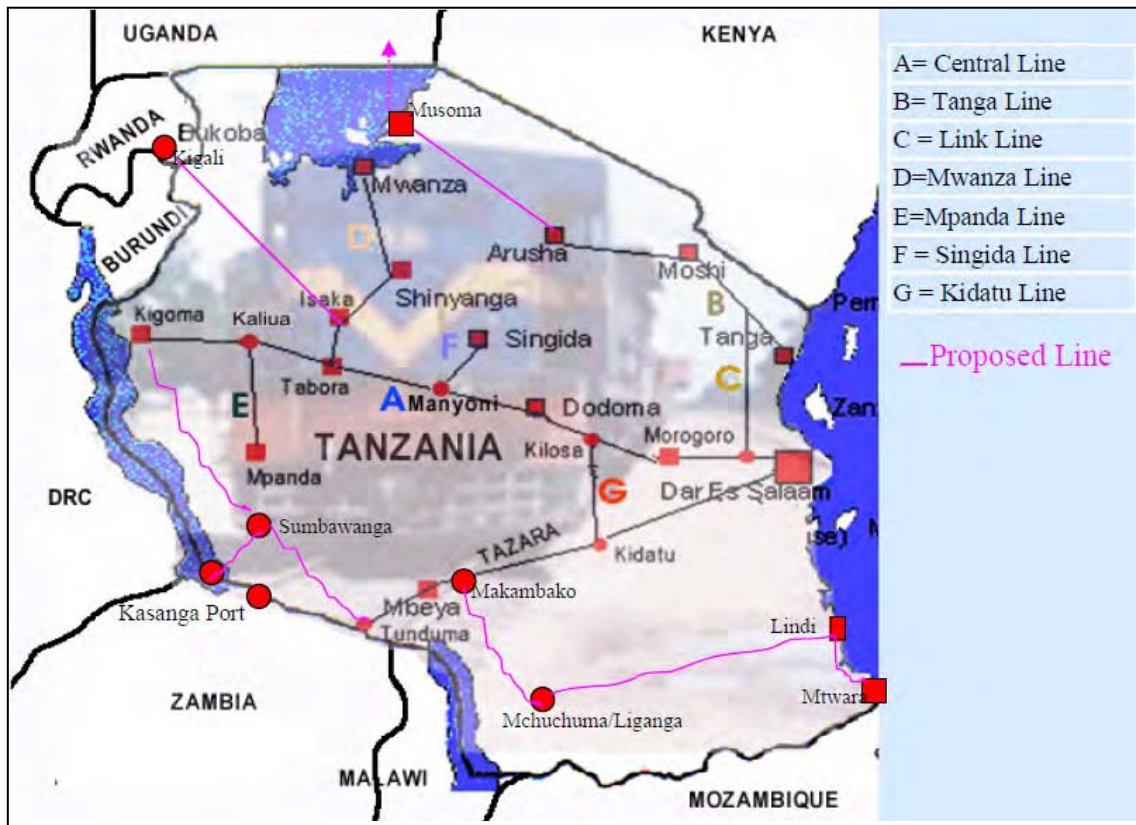 UGANDA
KENYA
RWANDA
Bukoba
Kigali
Musoma
Mwanza
BURUNDI
D
Arusha
Moshi
Isaka
Shinyanga
B
Kigoma
Kaliua
F
Singida
Tanga
Pem
Tabora
A
Manyoni
C
E
Dodoma
Zan
TANZANIA
Kilosa
Morogoro
Mpanda
G
Dar Es Salaam
DRC
Sumbawanga
TAZARA
Kidatu
Makambako
Kasanga Port
Mbeya
Tunduma
Lindi
ZAMBIA
Mchuchuma/Liganga
Mtwara
MALAWI
MOZAMBIQUE
A= Central Line
B= Tanga Line
C = Link Line
D=Mwanza Line
E=Mpanda Line
F = Singida Line
G = Kidatu Line
Proposed Line